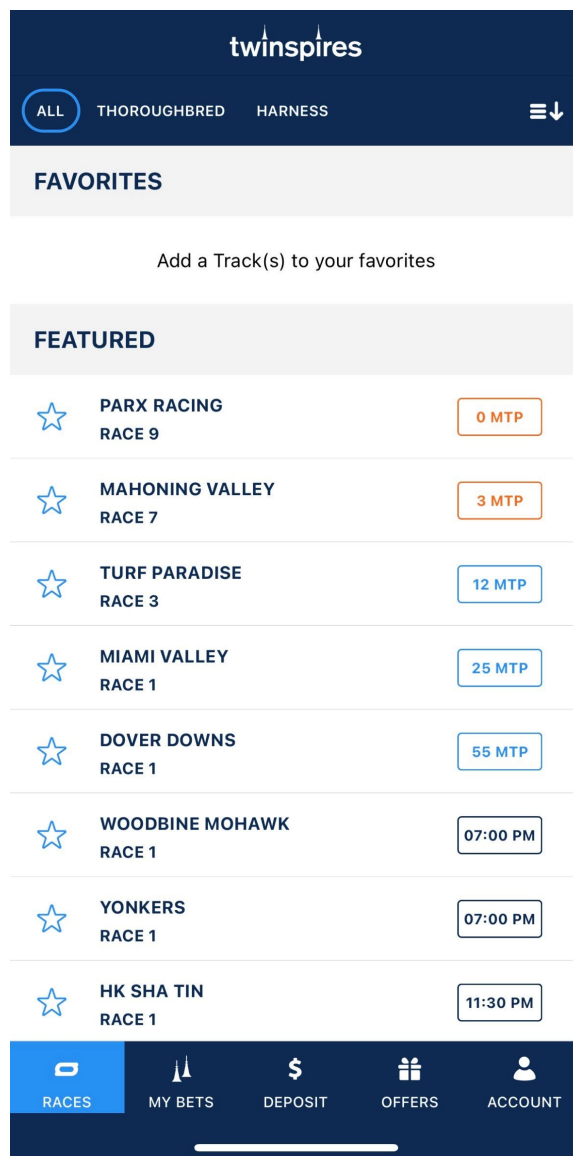 twinspires
ALL THOROUGHBRED HARNESS
FAVORITES
Add a Track(s) to your favorites
FEATURED
PARX RACING
RACE 9
0 MTP
MAHONING VALLEY
RACE 7
3 MTP
TURF PARADISE
RACE 3
12 MTP
MIAMI VALLEY
RACE 1
25 MTP
DOVER DOWNS
RACE 1
55 MTP
WOODBINE MOHAWK
RACE 1
07:00 PM
YONKERS
RACE 1
07:00 PM
HK SHA TIN
RACE 1
11:30 PM
RACES MY BETS DEPOSIT OFFERS ACCOUNT